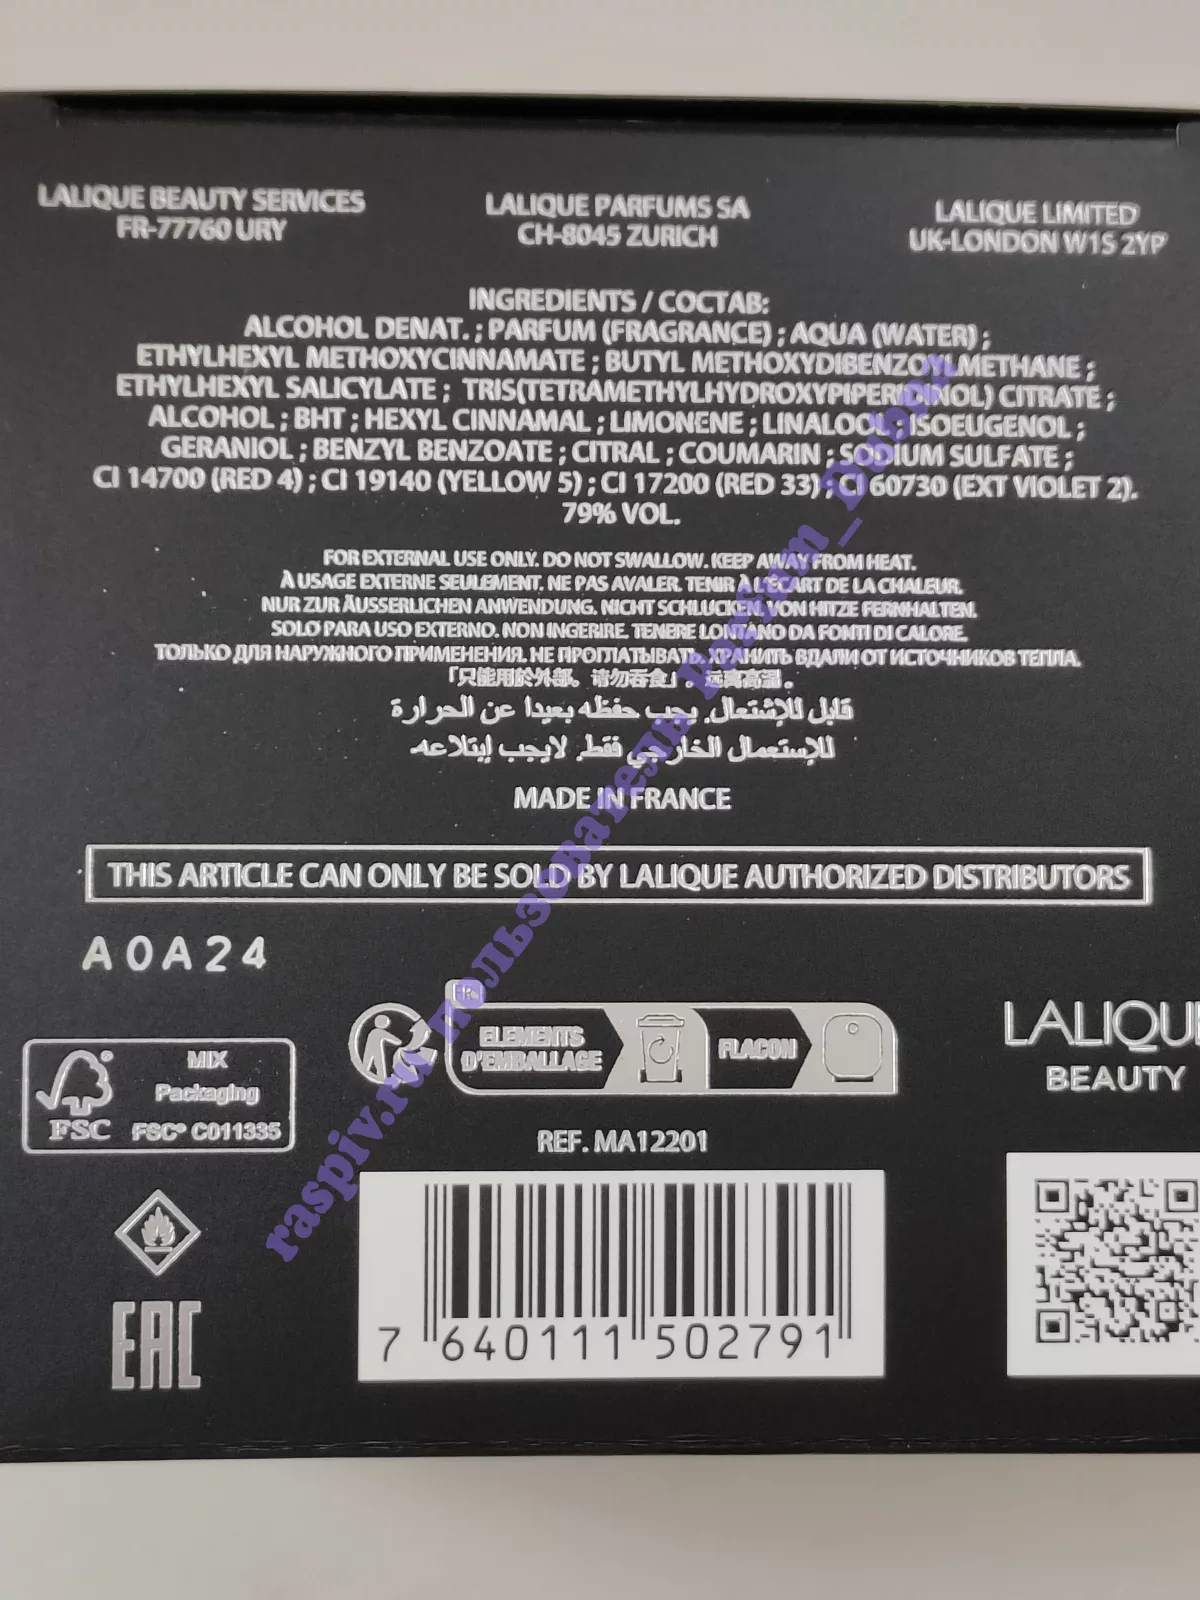 LALIQUE BEAUTY SERVICES
FR-77760 URY
LALIQUE PARFUMS SA
CH-8045 ZURICH
LALIQUE LIMITED
UK-LONDON W1S 2YP
INGREDIENTS / СОСТАВ:
ALCOHOL DENAT. ; PARFUM (FRAGRANCE) ; AQUA (WATER) ;
ETHYLHEXYL METHOXYCINNAMATE ; BUTYL METHOXYDIBENZOYLMETHANE ;
ETHYLHEXYL SALICYLATE ; TRIS(TETRAMETHYLHYDROXYPIPERIDINOL) CITRATE ;
ALCOHOL ; BHT ; HEXYL CINNAMAL ; LIMONENE ; LINALOOL ; ISOEUGENOL ;
GERANIOL ; BENZYL BENZOATE ; CITRAL ; COUMARIN ; SODIUM SULFATE ;
CI 14700 (RED 4) ; CI 19140 (YELLOW 5) ; CI 17200 (RED 33) ; CI 60730 (EXT VIOLET 2).
79% VOL.
FOR EXTERNAL USE ONLY. DO NOT SWALLOW. KEEP AWAY FROM HEAT.
À USAGE EXTERNE SEULEMENT. NE PAS AVALER. TENIR À L'ÉCART DE LA CHALEUR.
NUR ZUR ÄUSSERLICHEN ANWENDUNG. NICHT SCHLUCKEN. VON HITZE FERNHALTEN.
SOLO PARA USO EXTERNO. NON INGERIRE. TENERE LONTANO DA FONTI DI CALORE.
ТОЛЬКО ДЛЯ НАРУЖНОГО ПРИМЕНЕНИЯ. НЕ ПРОГЛАТЫВАТЬ. ХРАНИТЬ ВДАЛИ ОТ ИСТОЧНИКОВ ТЕПЛА.
「只能用於外部。请勿吞食」。远离高温。
قابل للإشتعال. يجب حفظه بعيدا عن الحرارة
للإستعمال الخارجي فقط. لايجب إبتلاعه.
MADE IN FRANCE
THIS ARTICLE CAN ONLY BE SOLD BY LALIQUE AUTHORIZED DISTRIBUTORS
A0A24
FR
ELEMENTS
D'EMBALLAGE
FLACON
LALIQUE
BEAUTY
MIX
Packaging
FSC
FSC® C011335
REF. MA12201
EAC
7 640111 502791
raspiv.ru пользователь Parfum_Dubna